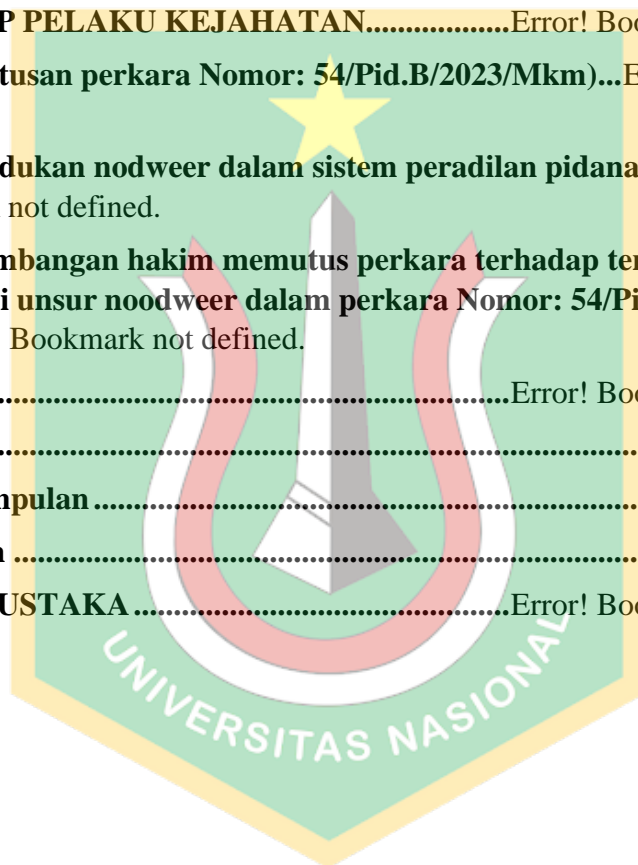 P PELAKU KEJAHATAN..................Error! Boo
tusan perkara Nomor: 54/Pid.B/2023/Mkm)...E
dukan nodweer dalam sistem peradilan pidana
not defined.
mbangan hakim memutus perkara terhadap ter
i unsur noodweer dalam perkara Nomor: 54/Pi
Bookmark not defined.
......................................................Error! Boo
......................................................
npulan......................................................
n......................................................
USTAKA..........................................Error! Boo
UNIVERSITAS NASIONAL